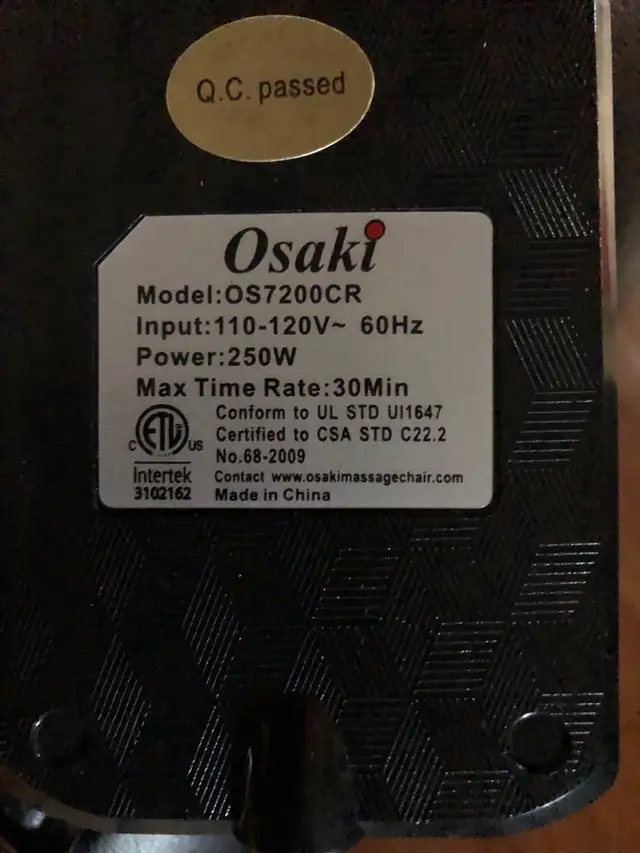 Q.C. passed
Osaki
Model:OS7200CR
Input:110-120V~ 60Hz
Power:250W
Max Time Rate:30Min
Conform to UL STD UI1647
Certified to CSA STD C22.2
No.68-2009
C ETL US
Intertek
3102162
Contact www.osakimassagechair.com
Made in China